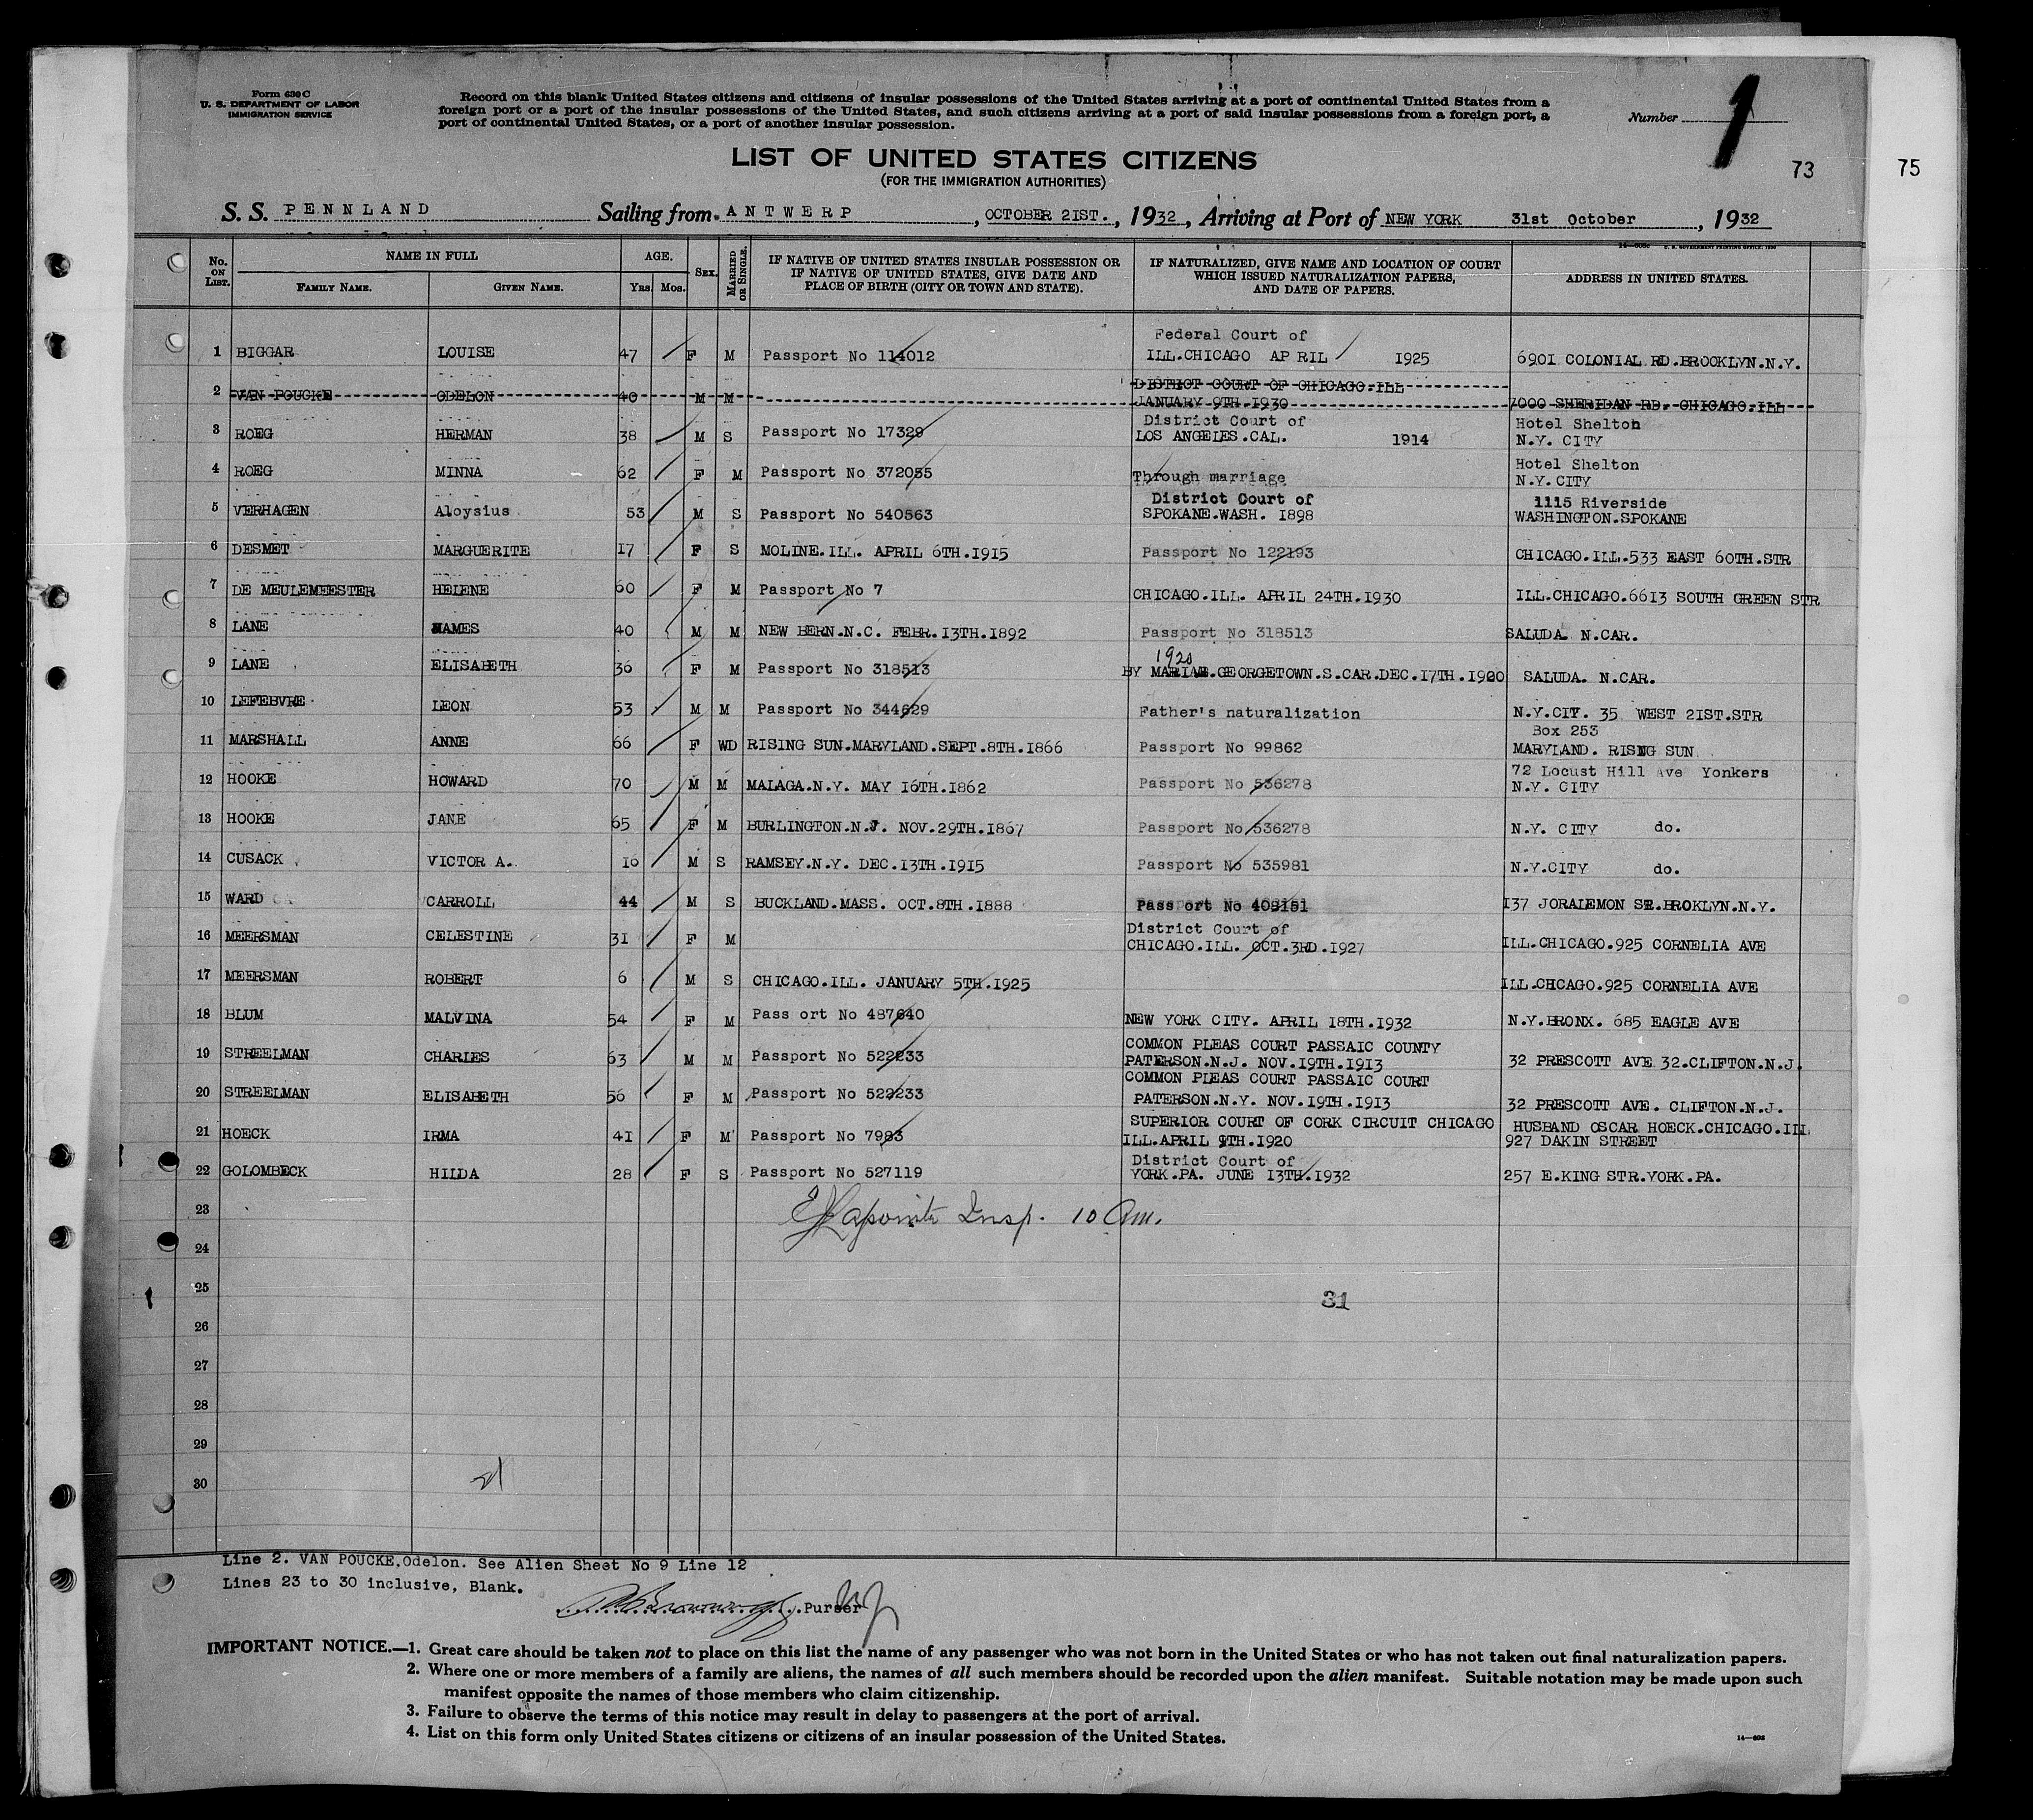 Form 630 C
U. S. DEPARTMENT OF LABOR
IMMIGRATION SERVICE
Record on this blank United States citizens and citizens of insular possessions of the United States arriving at a port of continental United States from a
foreign port or a port of the insular possessions of the United States, and such citizens arriving at a port of said insular possessions from a foreign port, a
port of continental United States, or a port of another insular possession.
Number 1
73
75
LIST OF UNITED STATES CITIZENS
(FOR THE IMMIGRATION AUTHORITIES)
S. S. PENNLAND Sailing from ANTWERP, OCTOBER 21ST., 1932, Arriving at Port of NEW YORK 31st October, 1932
No. ON LIST. NAME IN FULL FAMILY NAME. GIVEN NAME. AGE. Yrs. Mos. SEX. MARRIED OR SINGLE. IF NATIVE OF UNITED STATES INSULAR POSSESSION OR IF NATIVE OF UNITED STATES, GIVE DATE AND PLACE OF BIRTH (CITY OR TOWN AND STATE). IF NATURALIZED, GIVE NAME AND LOCATION OF COURT WHICH ISSUED NATURALIZATION PAPERS, AND DATE OF PAPERS. ADDRESS IN UNITED STATES.
Federal Court of
1 BIGGAR LOUISE 47 F M Passport No 114012 ILL.CHICAGO AP RIL 1925 6901 COLONIAL RD.BROOKLYN.N.Y.
DISTRICT COURT OF CHICAGO.ILL
2 VAN POUCKE ODELON 40 M M JANUARY 9TH.1930 7000 SHERIDAN RD. CHICAGO.ILL
District Court of Hotel Shelton
3 ROEG HERMAN 38 M S Passport No 17329 LOS ANGELES.CAL. 1914 N.Y. CITY
Hotel Shelton
4 ROEG MINNA 62 F M Passport No 372055 Through marriage N.Y.CITY
District Court of 1115 Riverside
5 VERHAGEN Aloysius 53 M S Passport No 540563 SPOKANE.WASH. 1898 WASHINGTON.SPOKANE
6 DESMET MARGUERITE 17 F S MOLINE.ILL. APRIL 6TH.1915 Passport No 122193 CHICAGO.ILL.533 EAST 60TH.STR
7 DE MEULEMEESTER HELENE 60 F M Passport No 7 CHICAGO.ILL. APRIL 24TH.1930 ILL.CHICAGO.6613 SOUTH GREEN STR
8 LANE JAMES 40 M M NEW BERN.N.C. FEBR.13TH.1892 Passport No 318513 SALUDA. N.CAR.
1920
9 LANE ELISABETH 36 F M Passport No 318513 BY MARIAE.GEORGETOWN.S.CAR.DEC.17TH.1920 SALUDA. N.CAR.
10 LEFEBVRE LEON 53 M M Passport No 344629 Father's naturalization N.Y.CIT. 35 WEST 21ST.STR
Box 253
11 MARSHALL ANNE 66 F WD RISING SUN.MARYLAND.SEPT.8TH.1866 Passport No 99862 MARYLAND. RISNG SUN
72 Locust Hill Ave Yonkers
12 HOOKE HOWARD 70 M M MALAGA.N.Y. MAY 16TH.1862 Passport No 536278 N.Y. CITY
13 HOOKE JANE 65 F M BURLINGTON.N.J. NOV.29TH.1867 Passport No 536278 N.Y. CITY do.
14 CUSACK VICTOR A. 16 M S RAMSEY.N.Y. DEC.13TH.1915 Passport No 535981 N.Y.CITY do.
15 WARD CARROLL 44 M S BUCKLAND.MASS. OCT.8TH.1888 Pass ort No 408151 137 JORALEMON SR.BROKLYN.N.Y.
District Court of
16 MEERSMAN CELESTINE 31 F M CHICAGO.ILL. OCT.3RD.1927 ILL.CHICAGO.925 CORNELIA AVE
17 MEERSMAN ROBERT 6 M S CHICAGO.ILL. JANUARY 5TH.1925 ILL.CHCAGO.925 CORNELIA AVE
18 BLUM MALVINA 54 F M Pass ort No 487640 NEW YORK CITY. APRIL 18TH.1932 N.Y.BRONX. 685 EAGLE AVE
COMMON PLEAS COURT PASSAIC COUNTY
19 STREELMAN CHARLES 63 M M Passport No 522233 PATERSON.N.J. NOV.19TH.1913 32 PRESCOTT AVE 32.CLIFTON.N.J.
COMMON PLEAS COURT PASSAIC COURT
20 STREELMAN ELISABETH 56 F M Passport No 522233 PATERSON.N.Y. NOV.19TH.1913 32 PRESCOTT AVE. CLIFTON.N.J.
SUPERIOR COURT OF CORK CIRCUIT CHICAGO HUSBAND OSCAR HOECK.CHICAGO.ILL
21 HOECK IRMA 41 F M Passport No 7983 ILL.APRIL 9TH.1920 927 DAKIN STREET
District Court of
22 GOLOMBECK HILDA 28 F S Passport No 527119 YORK.PA. JUNE 13TH.1932 257 E.KING STR.YORK.PA.
23 Lapointe Insp. 10 Am.
24
25 31
26
27
28
29
30
Line 2. VAN POUCKE.Odelon. See Alien Sheet No 9 Line 12
Lines 23 to 30 inclusive, Blank.
Purser
IMPORTANT NOTICE.—1. Great care should be taken not to place on this list the name of any passenger who was not born in the United States or who has not taken out final naturalization papers.
2. Where one or more members of a family are aliens, the names of all such members should be recorded upon the alien manifest. Suitable notation may be made upon such
manifest opposite the names of those members who claim citizenship.
3. Failure to observe the terms of this notice may result in delay to passengers at the port of arrival.
4. List on this form only United States citizens or citizens of an insular possession of the United States.